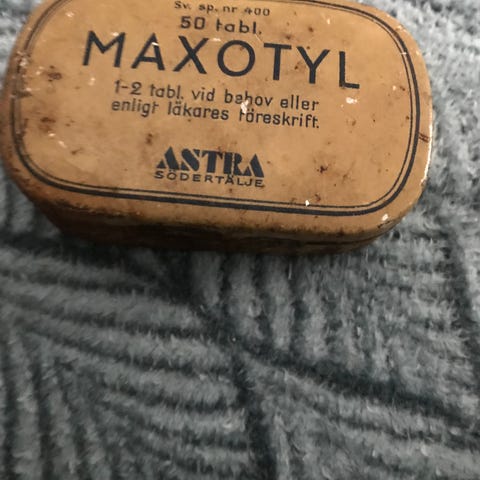 Sv. sp. nr 400
50 tabl.
MAXOTYL
1-2 tabl. vid behov eller
enligt läkares föreskrift.
ASTRA
SÖDERTÄLJE